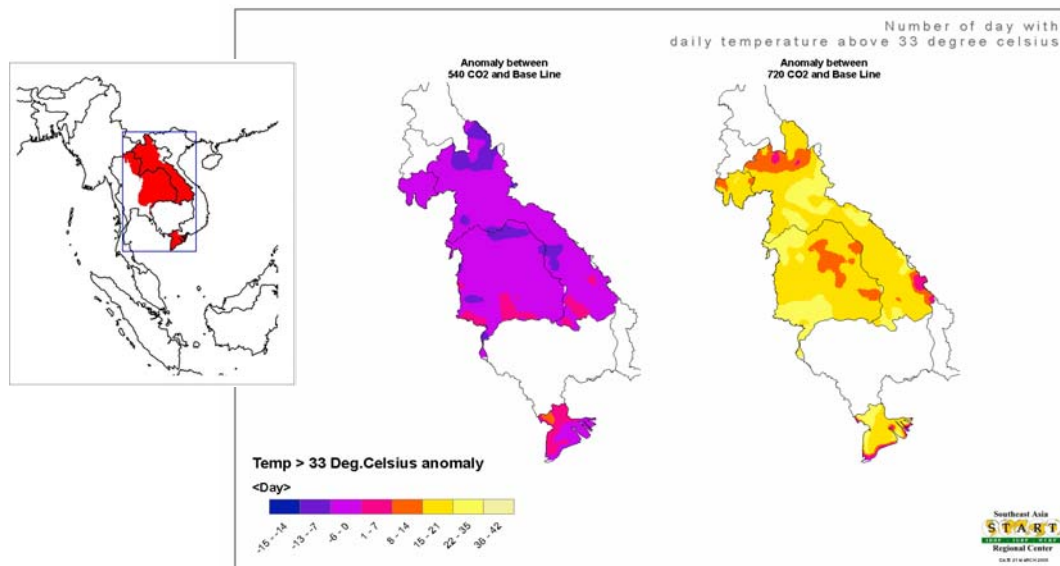 Number of day with
daily temperature above 33 degree celsius
Anomaly between
540 CO2 and Base Line
Anomaly between
720 CO2 and Base Line
Temp > 33 Deg.Celsius anomaly
<Day>
-15 - -14
-13 - -7
-6 - 0
1 - 7
8 - 14
15 - 21
22 - 35
36 - 42
Southeast Asia
START
Regional Center